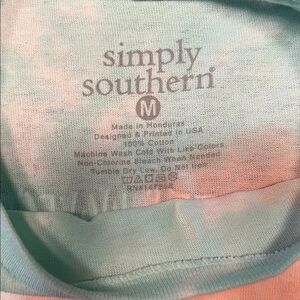 simply
southern®
M
Made in Honduras
Designed & Printed in USA
100% Cotton
Machine Wash Cold With Like Colors
Non-Chlorine Bleach When Needed
Tumble Dry Low. Do Not Iron